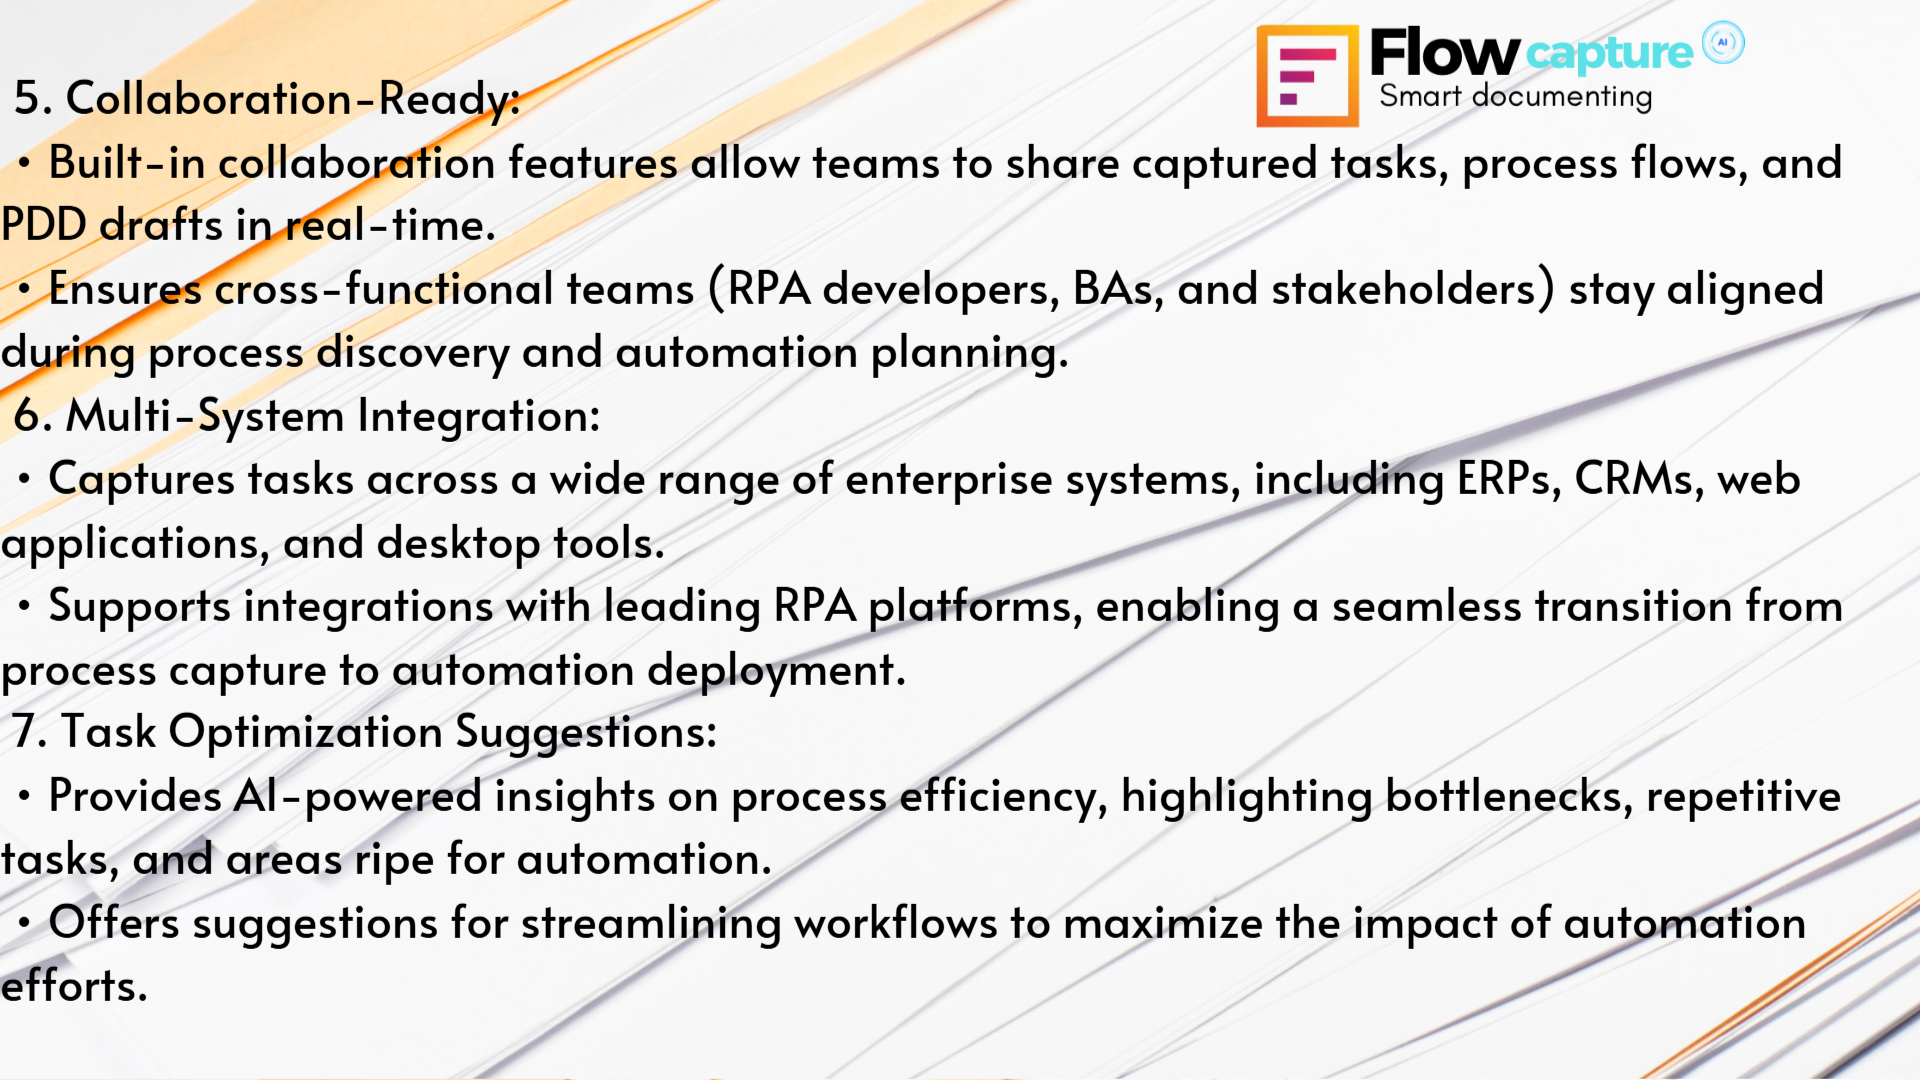 Flow capture AI
Smart documenting
5. Collaboration-Ready:
• Built-in collaboration features allow teams to share captured tasks, process flows, and
PDD drafts in real-time.
• Ensures cross-functional teams (RPA developers, BAs, and stakeholders) stay aligned
during process discovery and automation planning.
6. Multi-System Integration:
• Captures tasks across a wide range of enterprise systems, including ERPs, CRMs, web
applications, and desktop tools.
• Supports integrations with leading RPA platforms, enabling a seamless transition from
process capture to automation deployment.
7. Task Optimization Suggestions:
• Provides AI-powered insights on process efficiency, highlighting bottlenecks, repetitive
tasks, and areas ripe for automation.
• Offers suggestions for streamlining workflows to maximize the impact of automation
efforts.